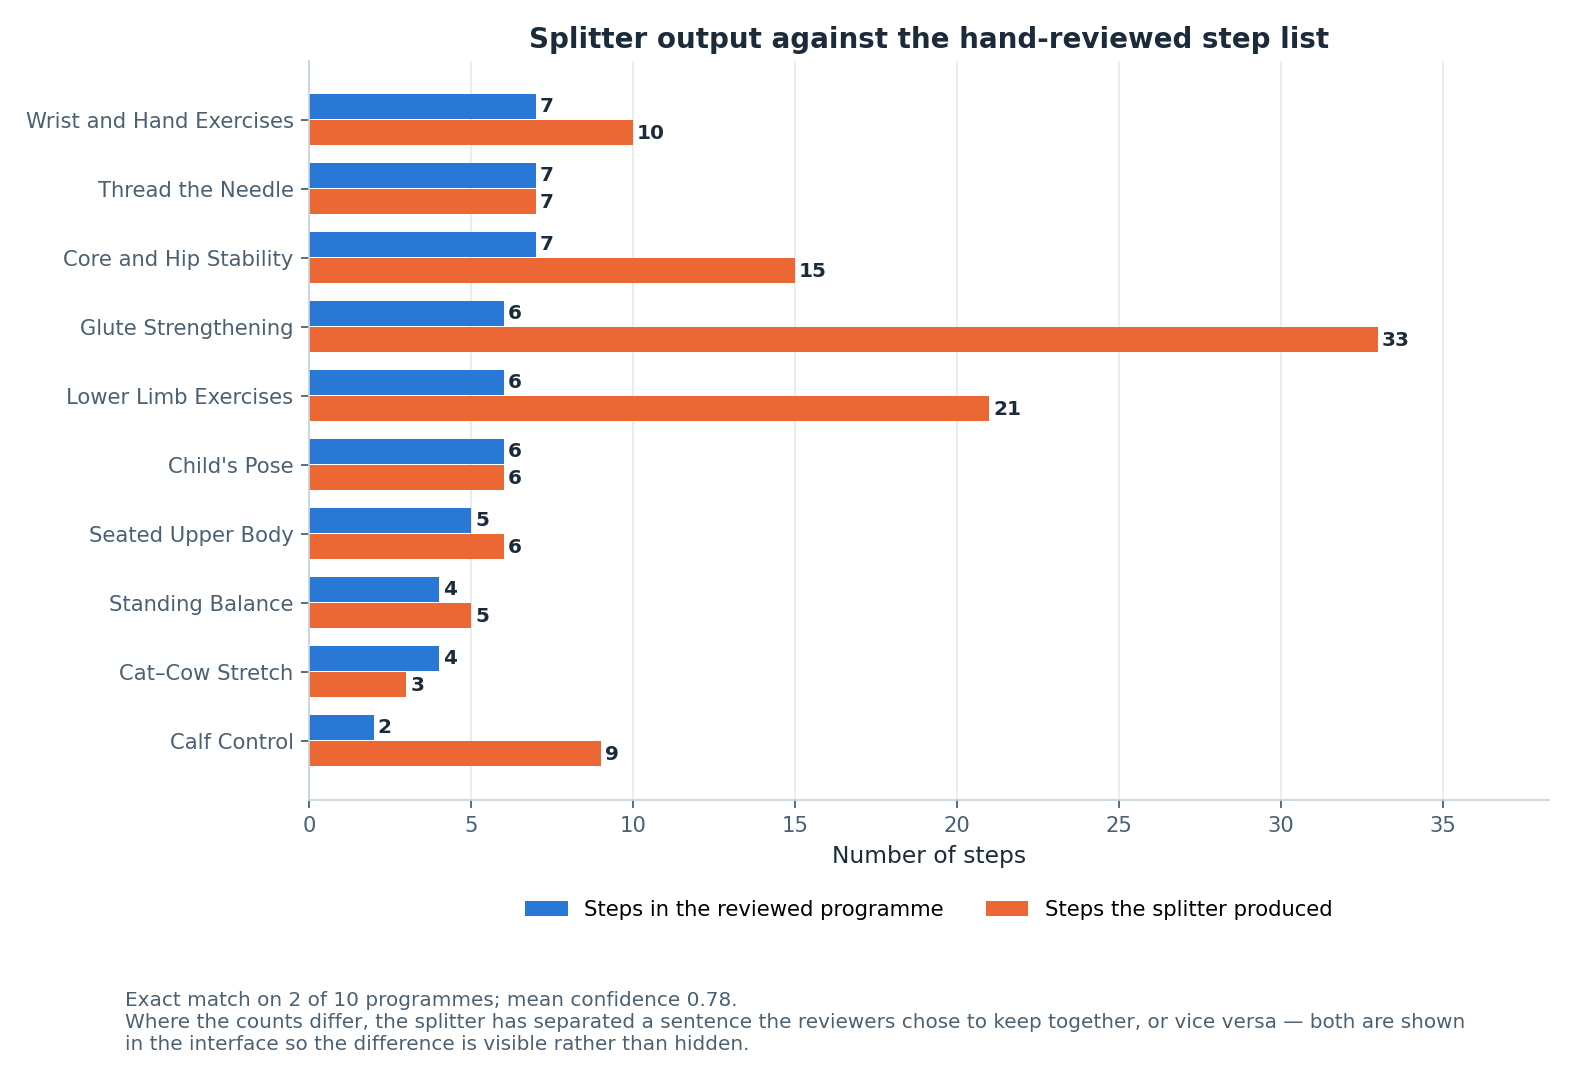 Splitter output against the hand-reviewed step list
Wrist and Hand Exercises
7
10
Thread the Needle
7
7
Core and Hip Stability
7
15
Glute Strengthening
6
33
Lower Limb Exercises
6
21
Child's Pose
6
6
Seated Upper Body
5
6
Standing Balance
4
5
Cat–Cow Stretch
4
3
Calf Control
2
9
0 5 10 15 20 25 30 35
Number of steps
Steps in the reviewed programme Steps the splitter produced
Exact match on 2 of 10 programmes; mean confidence 0.78.
Where the counts differ, the splitter has separated a sentence the reviewers chose to keep together, or vice versa — both are shown
in the interface so the difference is visible rather than hidden.